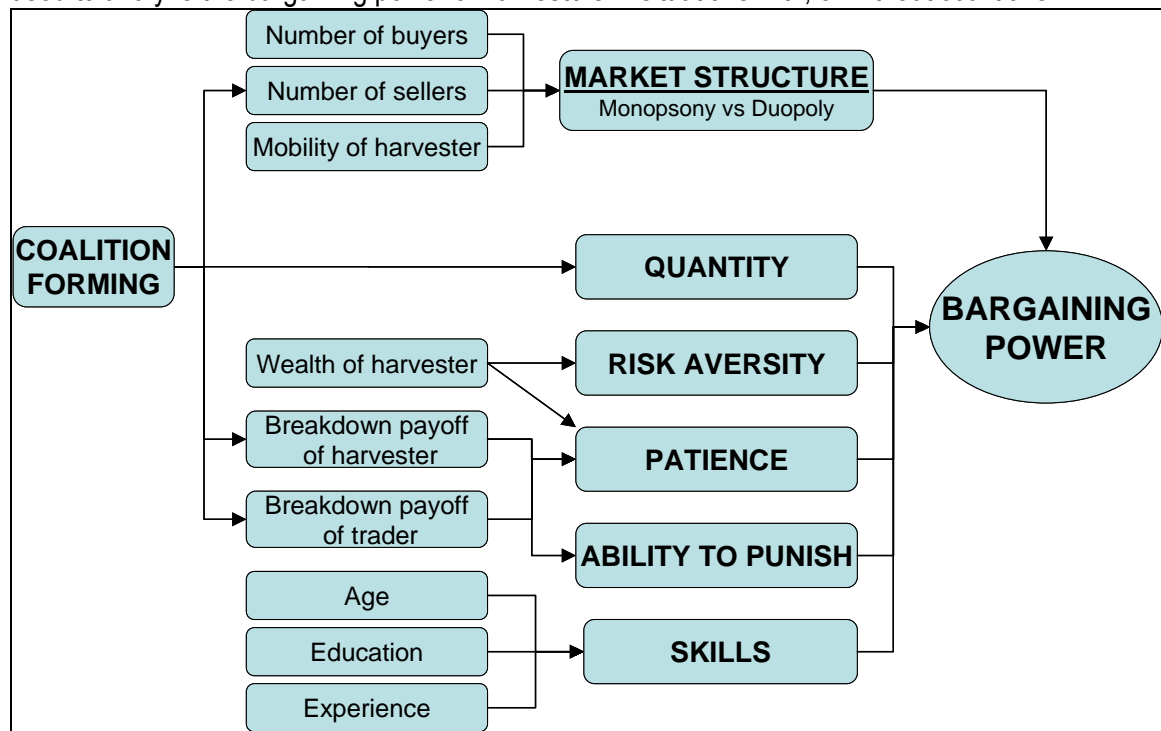 Number of buyers
Number of sellers
Mobility of harvester
MARKET STRUCTURE
Monopsony vs Duopoly
COALITION
FORMING
QUANTITY
BARGAINING
POWER
Wealth of harvester
RISK AVERSITY
Breakdown payoff
of harvester
PATIENCE
Breakdown payoff
of trader
ABILITY TO PUNISH
Age
Education
Experience
SKILLS